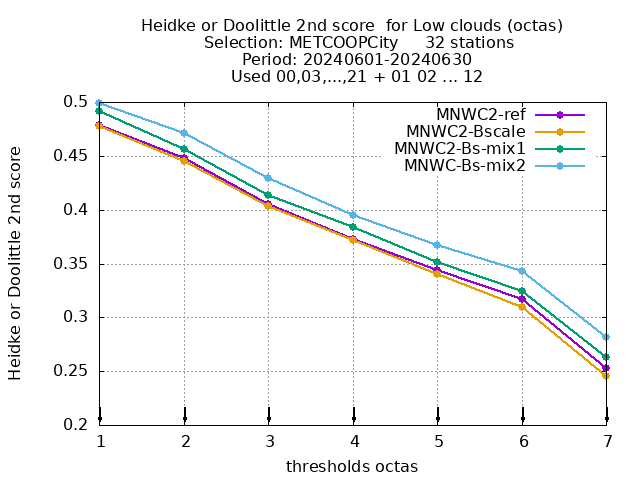 Heidke or Doolittle 2nd score  for Low clouds (octas)
Selection: METCOOPCity     32 stations
Period: 20240601-20240630
Used 00,03,...,21 + 01 02 ... 12
MNWC2-ref
MNWC2-Bscale
MNWC2-Bs-mix1
MNWC-Bs-mix2
Heidke or Doolittle 2nd score
0.5
0.45
0.4
0.35
0.3
0.25
0.2
1 2 3 4 5 6 7
thresholds octas